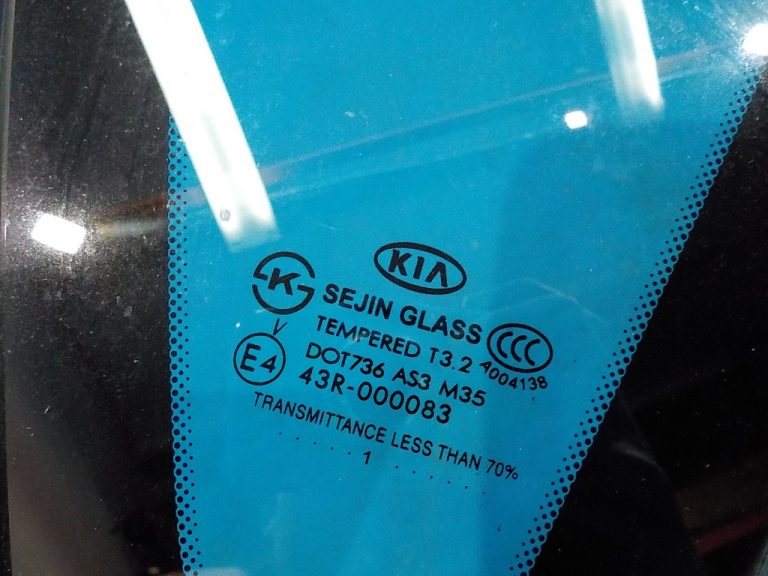 KIA
K
SEJIN GLASS
CCC
TEMPERED T3.2
A004138
V
E4
DOT736 AS3 M35
43R-000083
TRANSMITTANCE LESS THAN 70%
.....1.....